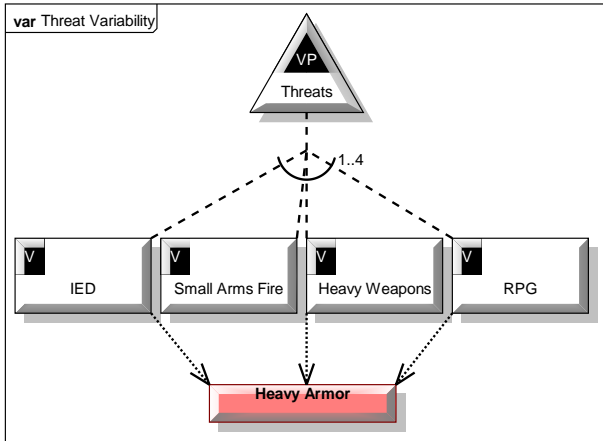 var Threat Variability
VP
Threats
1..4
V
V
V
V
IED
Small Arms Fire
Heavy Weapons
RPG
Heavy Armor